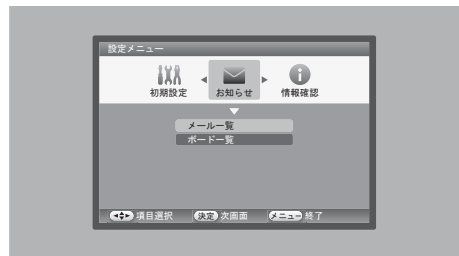 設定メニュー
初期設定 お知らせ 情報確認
メール一覧
ボード一覧
項目選択 決定 次画面 メニュー 終了